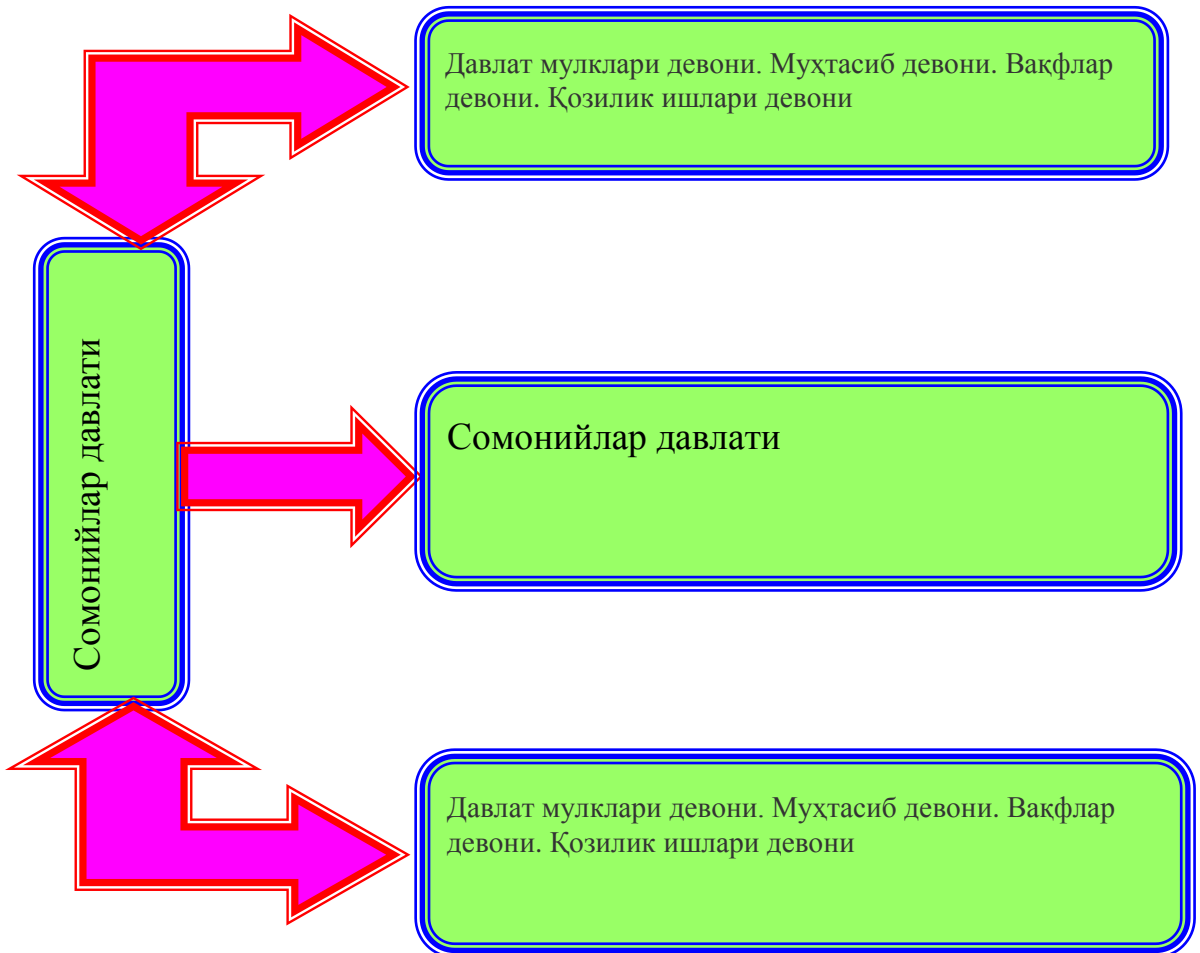 Давлат мулклари девони. Муҳтасиб девони. Вақфлар
девони. Қозилик ишлари девони
Сомонийлар давлати
Сомонийлар давлати
Давлат мулклари девони. Муҳтасиб девони. Вақфлар
девони. Қозилик ишлари девони